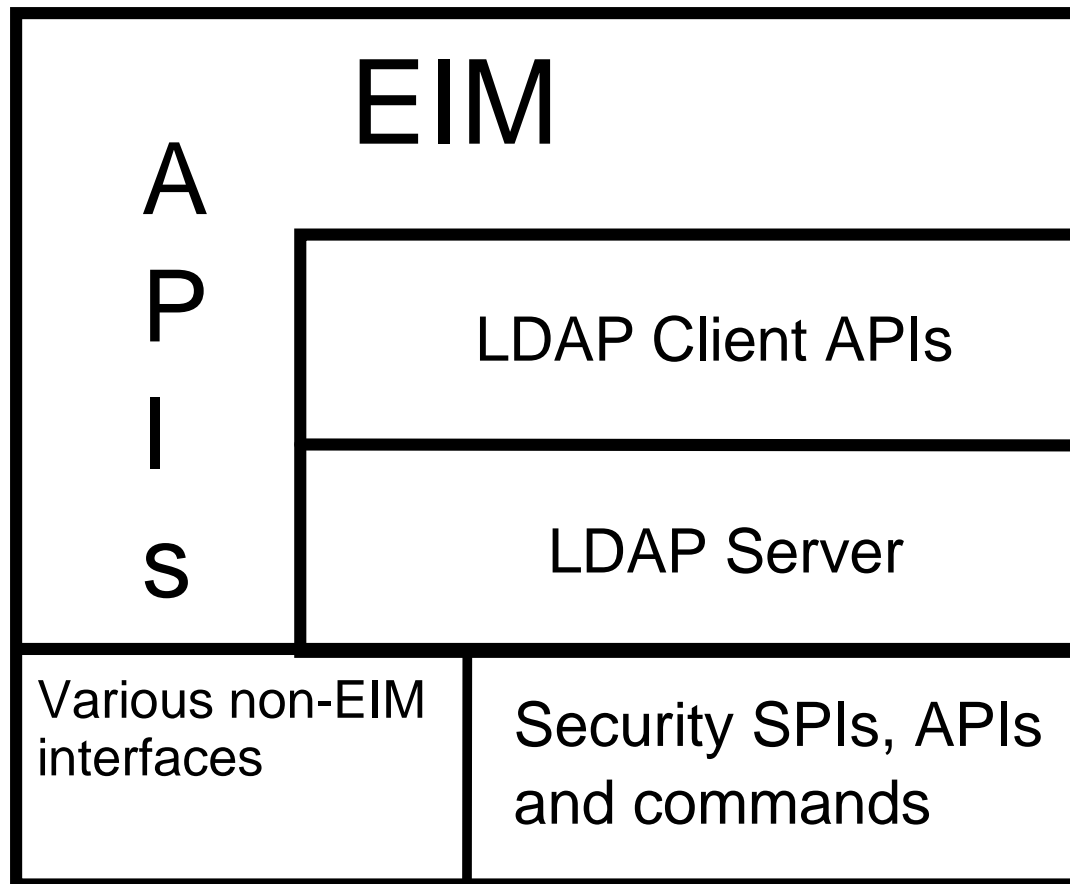 EIM
A
P
I
s
LDAP Client APIs
LDAP Server
Various non-EIM
interfaces
Security SPIs, APIs
and commands